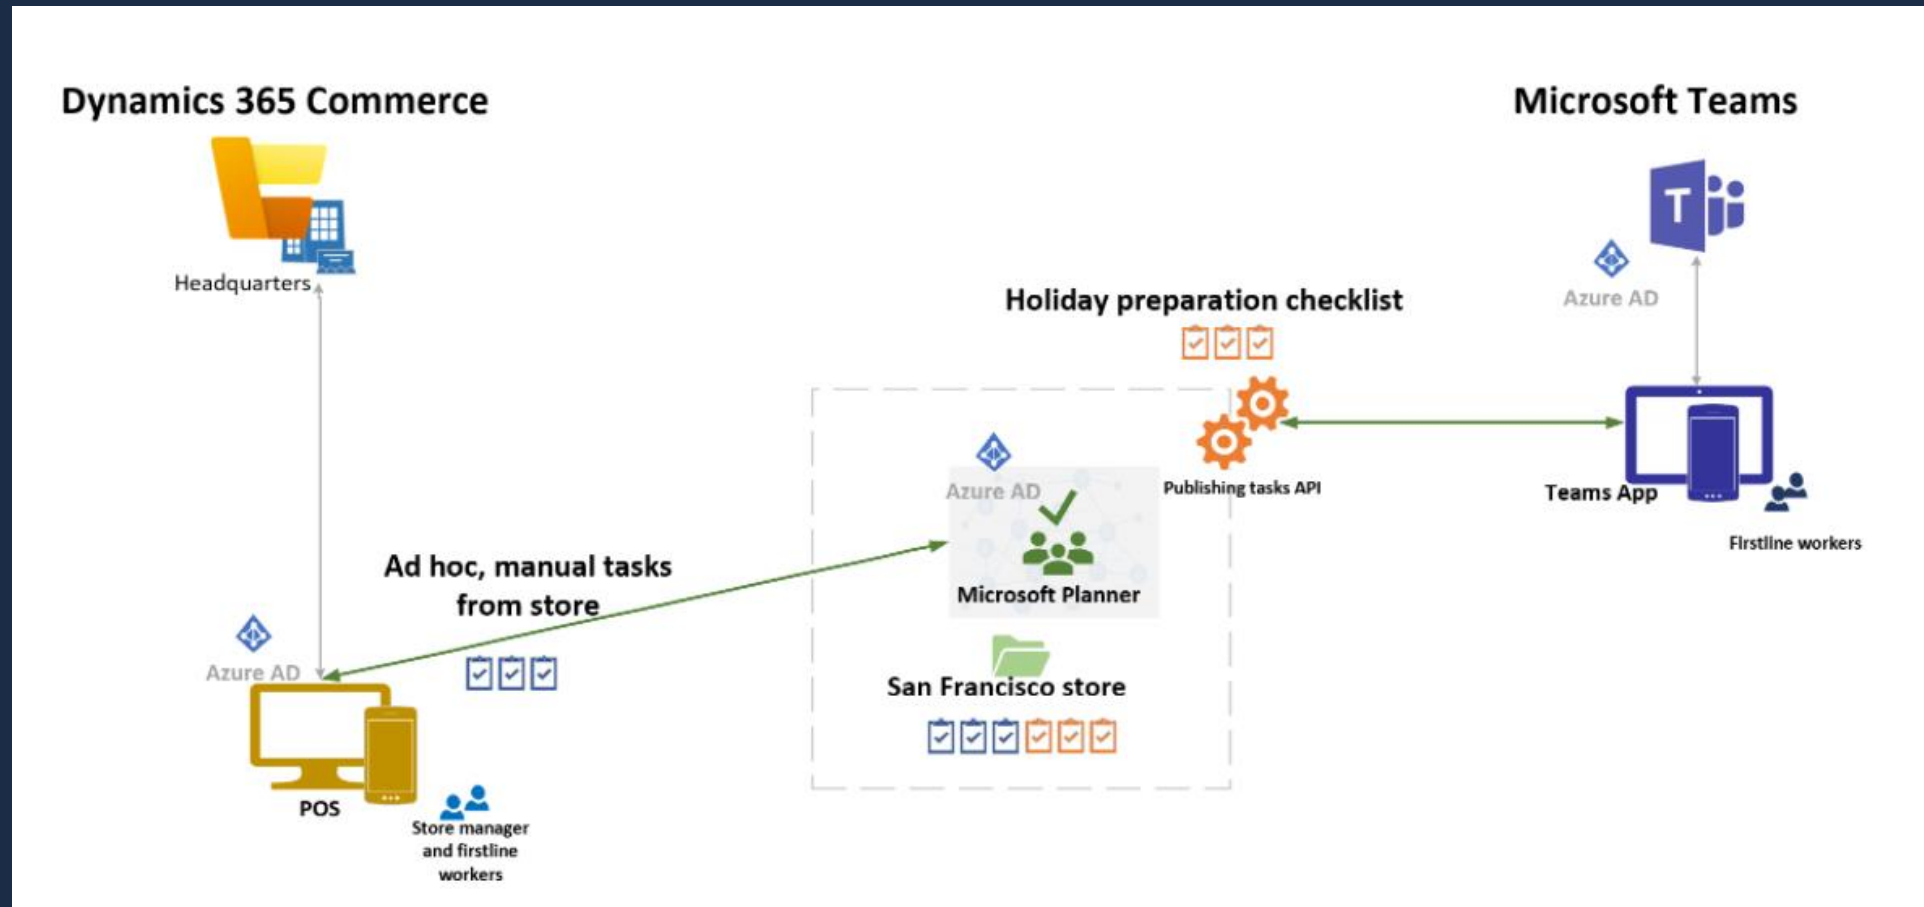 Dynamics 365 Commerce
Microsoft Teams
T
Headquarters
Azure AD
Holiday preparation checklist
Azure AD
Publishing tasks API
Teams App
Firstline workers
Microsoft Planner
Ad hoc, manual tasks
from store
Azure AD
San Francisco store
POS
Store manager
and firstline
workers